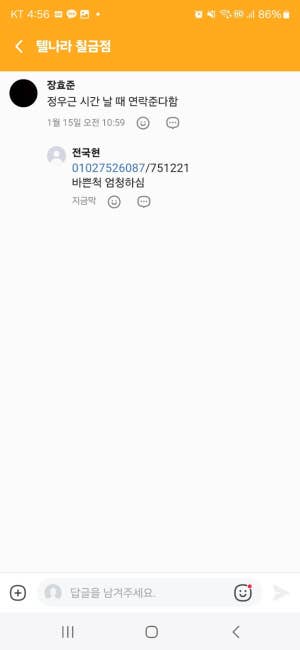 KT 4:56
86%
텔나라 칠금점
장효준
정우근 시간 날 때 연락준다함
1월 15일 오전 10:59
전국현
01027526087/751221
바쁜척 엄청하심
지금막
답글을 남겨주세요.